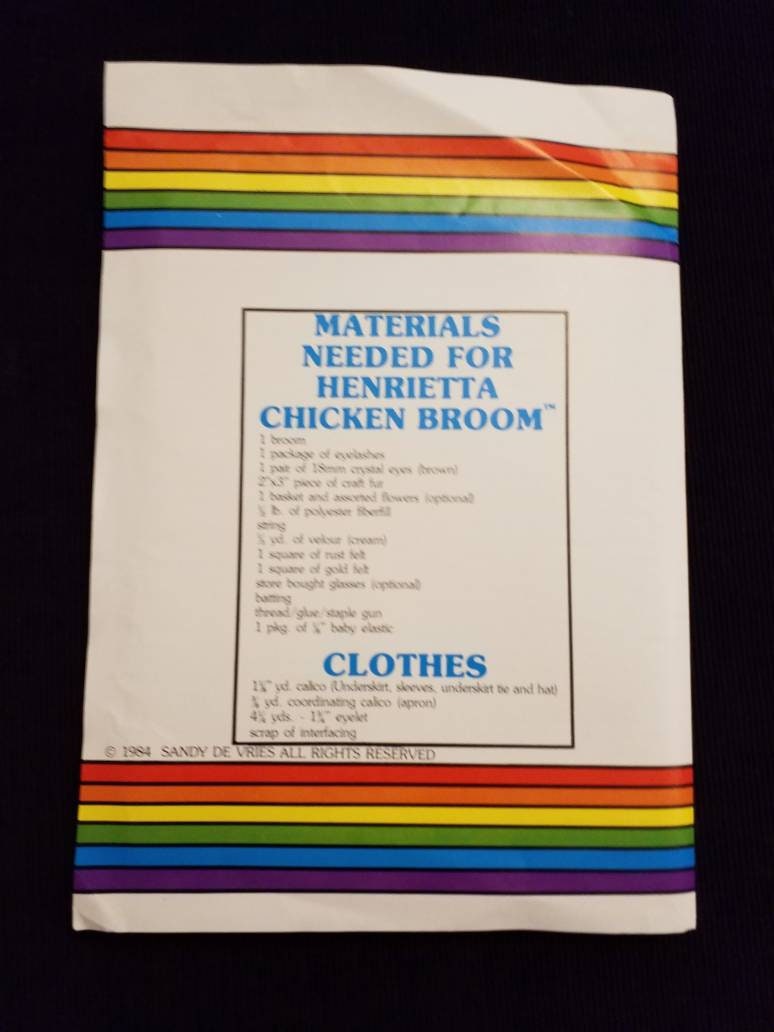 MATERIALS
NEEDED FOR
HENRIETTA
CHICKEN BROOM™
1 broom
1 package of eyelashes
1 pair of 18mm crystal eyes (brown)
2"x3" piece of craft fur
1 basket and assorted flowers (optional)
lb. of polyester fiberfill
string
yd. of velour (cream)
1 square of rust felt
1 square of gold felt
store bought glasses (optional)
batting
thread/glue/staple gun
1 pkg. of ¼" baby elastic
CLOTHES
yd. calico (Underskirt, sleeves, underskirt tie and hat)
yd. coordinating calico (apron)
yds. - eyelet
scrap of interfacing
© 1984 SANDY DE VRIES ALL RIGHTS RESERVED